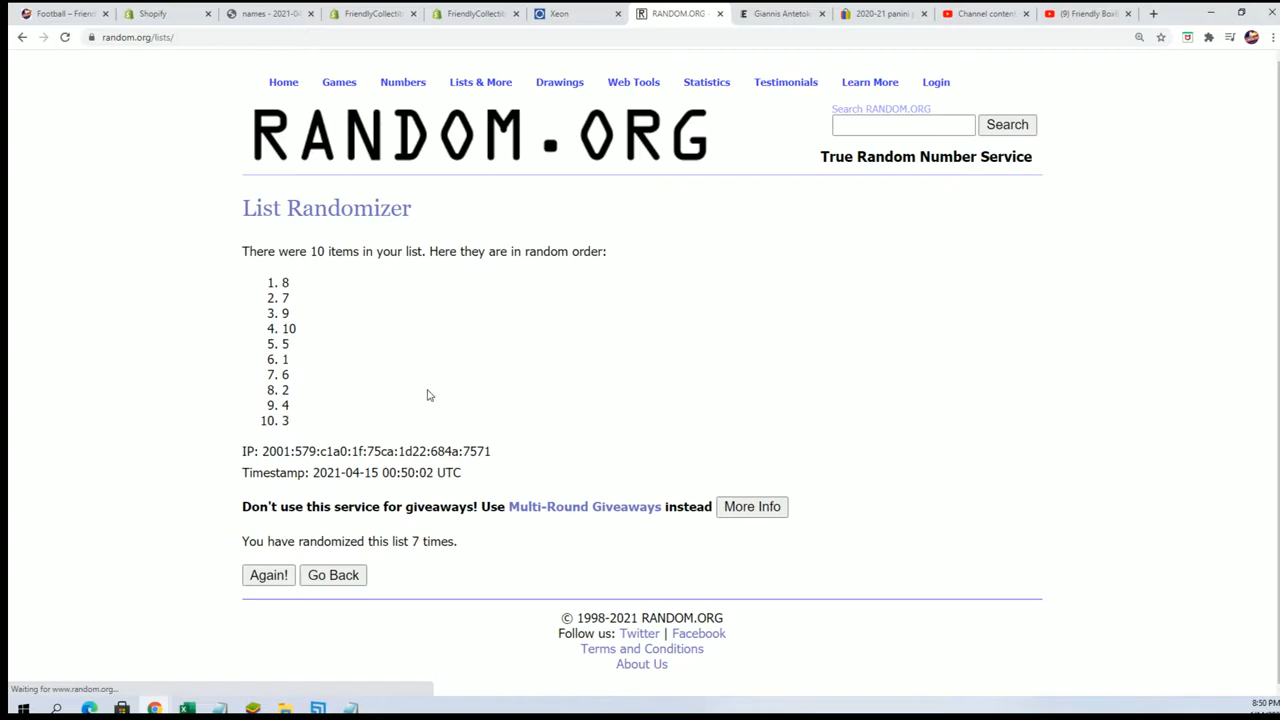 Football – Friend
Shopify
names - 2021-04
FriendlyCollectib
FriendlyCollectib
Xeon
RANDOM.ORG -
Giannis Antetok
2020-21 panini
Channel content
(9) Friendly Box
random.org/lists/
Home Games Numbers Lists & More Drawings Web Tools Statistics Testimonials Learn More Login
Search RANDOM.ORG
RANDOM.ORG
Search
True Random Number Service
List Randomizer
There were 10 items in your list. Here they are in random order:
1. 8
2. 7
3. 9
4. 10
5. 5
6. 1
7. 6
8. 2
9. 4
10. 3
IP: 2001:579:c1a0:1f:75ca:1d22:684a:7571
Timestamp: 2021-04-15 00:50:02 UTC
Don't use this service for giveaways! Use Multi-Round Giveaways instead More Info
You have randomized this list 7 times.
Again! Go Back
© 1998-2021 RANDOM.ORG
Follow us: Twitter | Facebook
Terms and Conditions
About Us
Waiting for www.random.org...
8:50 PM